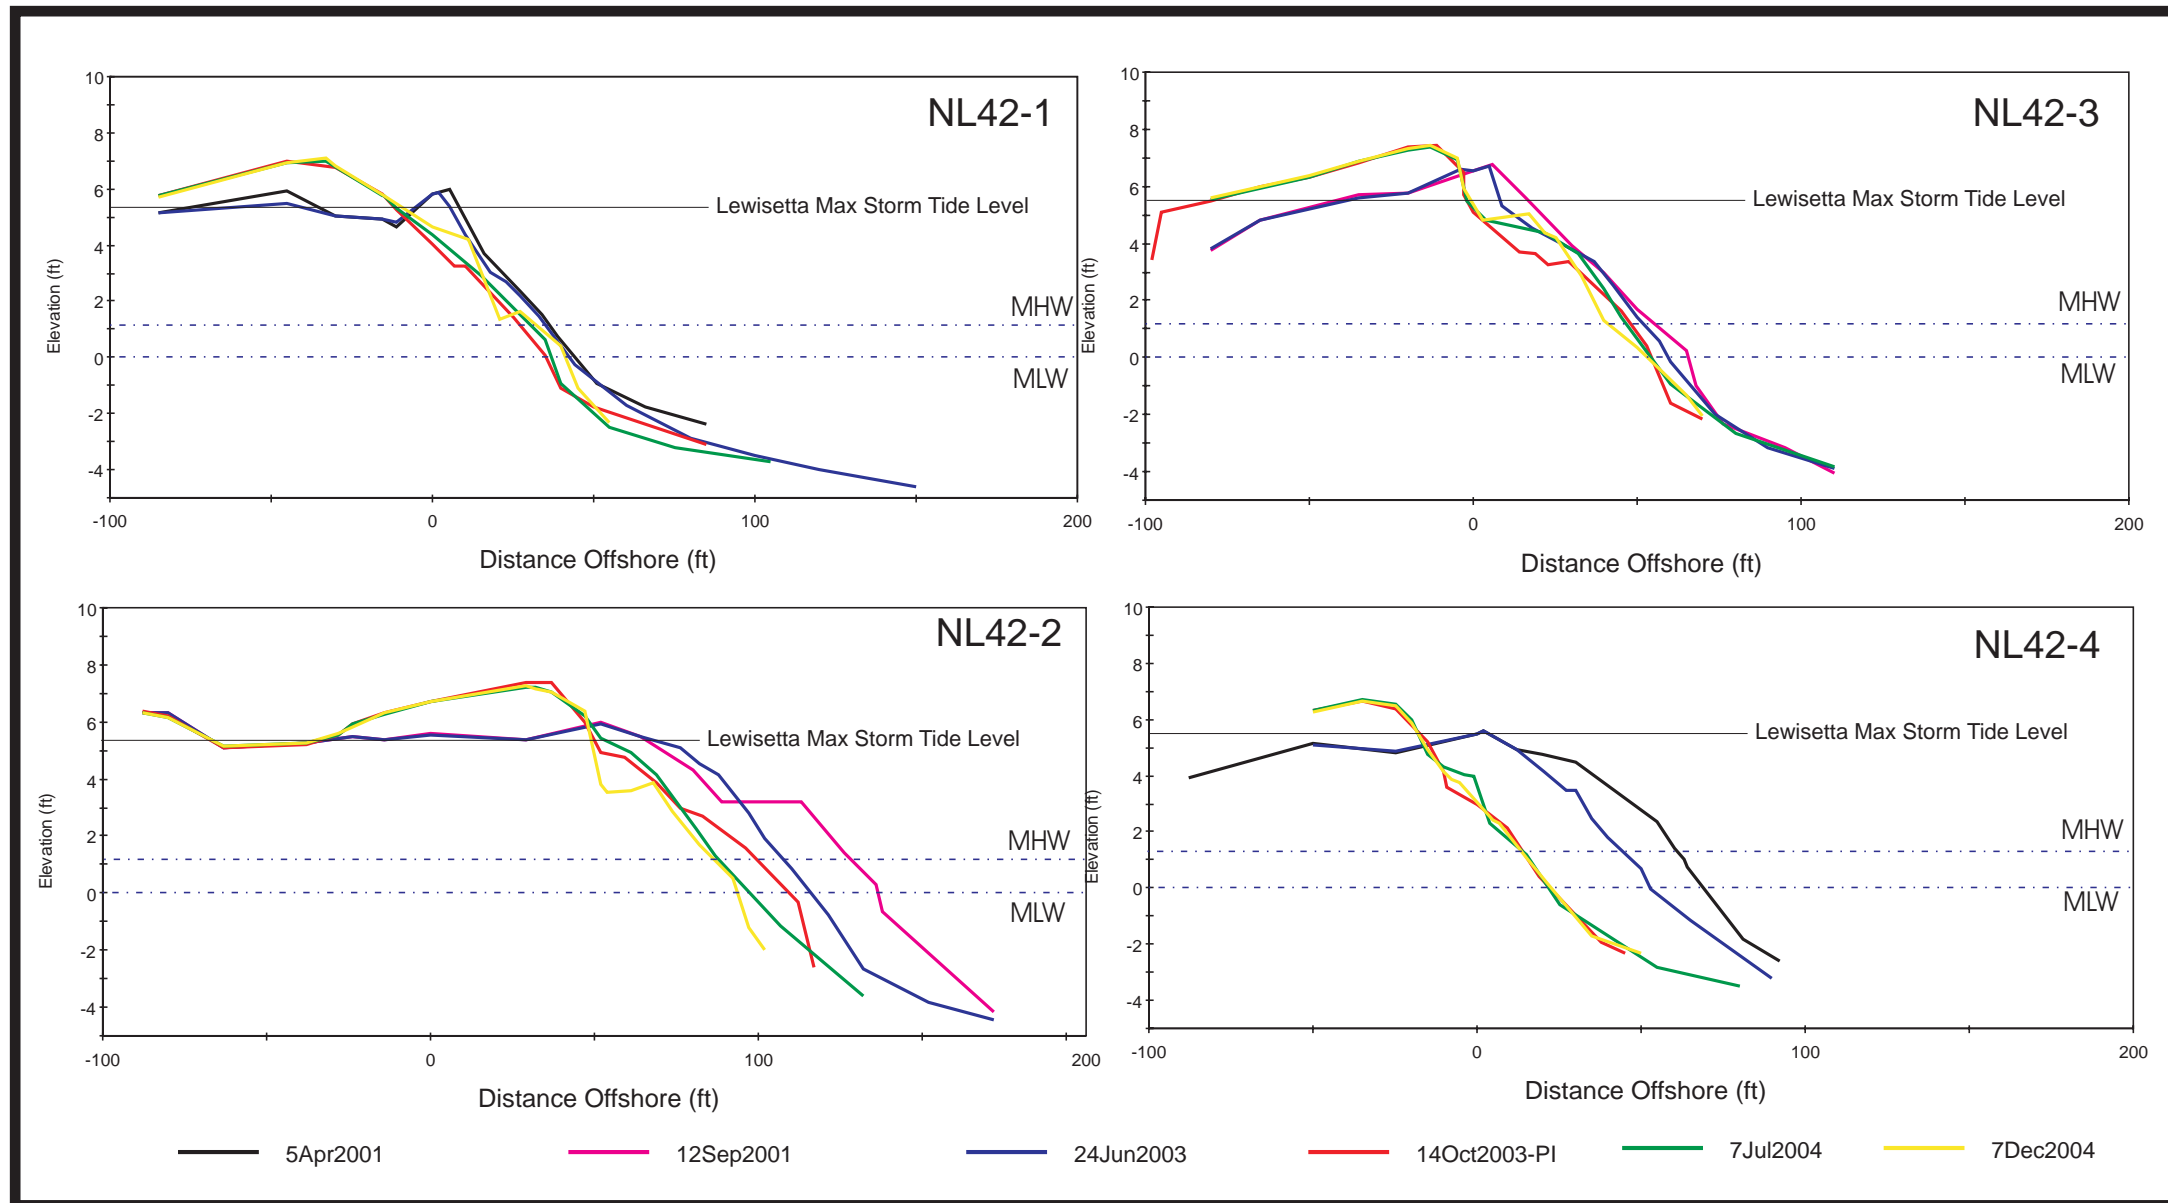 NL42-1
10
8
6
4
2
0
-2
-4
Elevation (ft)
Lewisetta Max Storm Tide Level
MHW
MLW
-100
0
100
200
Distance Offshore (ft)
NL42-3
10
8
6
4
2
0
-2
-4
Elevation (ft)
Lewisetta Max Storm Tide Level
MHW
MLW
-100
0
100
200
Distance Offshore (ft)
NL42-2
10
8
6
4
2
0
-2
-4
Elevation (ft)
Lewisetta Max Storm Tide Level
MHW
MLW
-100
0
100
200
Distance Offshore (ft)
NL42-4
10
8
6
4
2
0
-2
-4
Elevation (ft)
Lewisetta Max Storm Tide Level
MHW
MLW
-100
0
100
200
Distance Offshore (ft)
5Apr2001
12Sep2001
24Jun2003
14Oct2003-PI
7Jul2004
7Dec2004